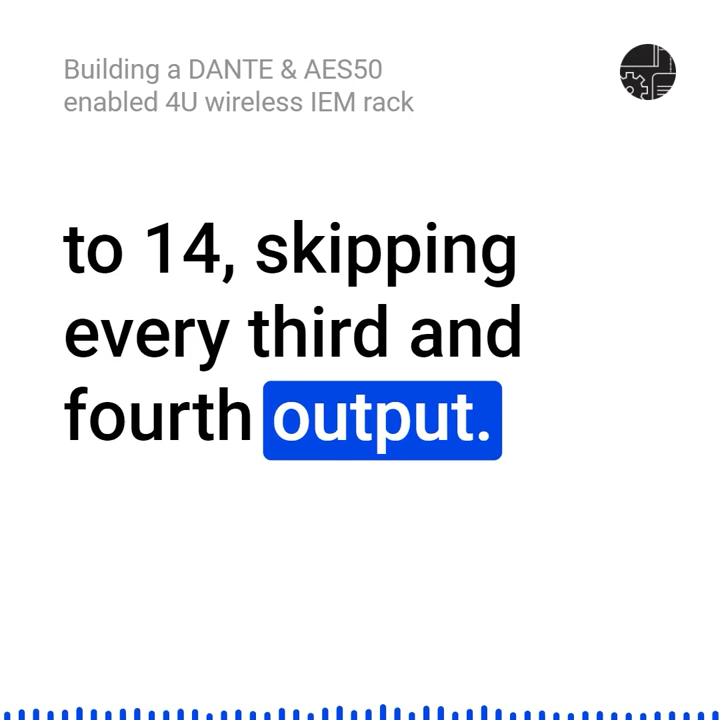 Building a DANTE & AES50
enabled 4U wireless IEM rack
to 14, skipping
every third and
fourth output.